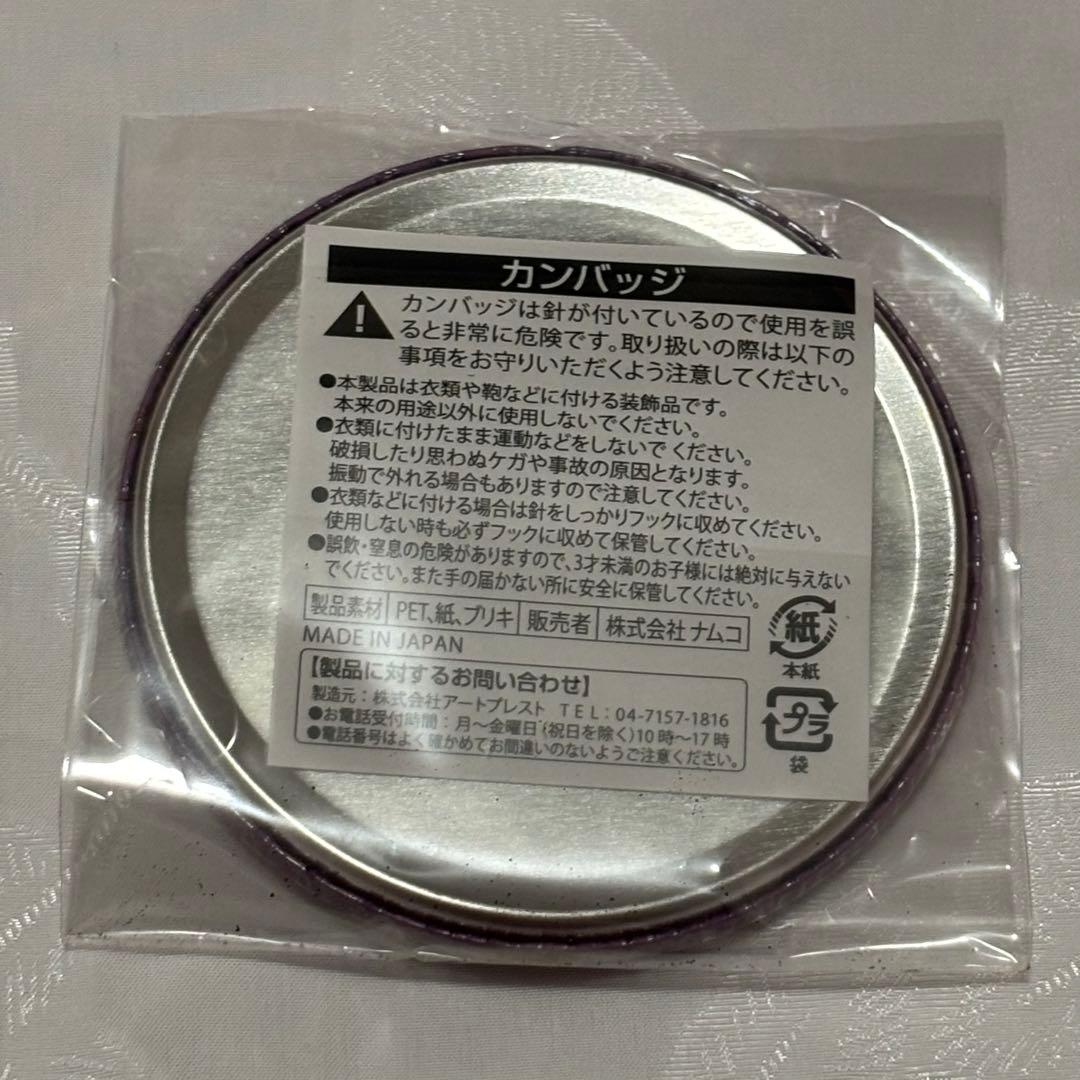 カンバッジ
カンバッジは針が付いているので使用を誤
ると非常に危険です。取り扱いの際は以下の
事項をお守りいただくよう注意してください。
●本製品は衣類や鞄などに付ける装飾品です。
本来の用途以外に使用しないでください。
●衣類に付けたまま運動などをしないでください。
破損したり思わぬケガや事故の原因となります。
振動で外れる場合もありますので注意してください。
●衣類などに付ける場合は針をしっかりフックに収めてください。
使用しない時も必ずフックに収めて保管してください。
●誤飲・窒息の危険がありますので、3才未満のお子様には絶対に与えない
でください。また手の届かない所に安全に保管してください。
製品素材 PET、紙、ブリキ 販売者 株式会社 ナムコ
MADE IN JAPAN
【製品に対するお問い合わせ】
製造元：株式会社アートプレスト TEL：04-7157-1816
●お電話受付時間：月～金曜日(祝日を除く)10時～17時
●電話番号はよく確かめてお間違いのないようご注意ください。
紙
本紙
プラ
袋